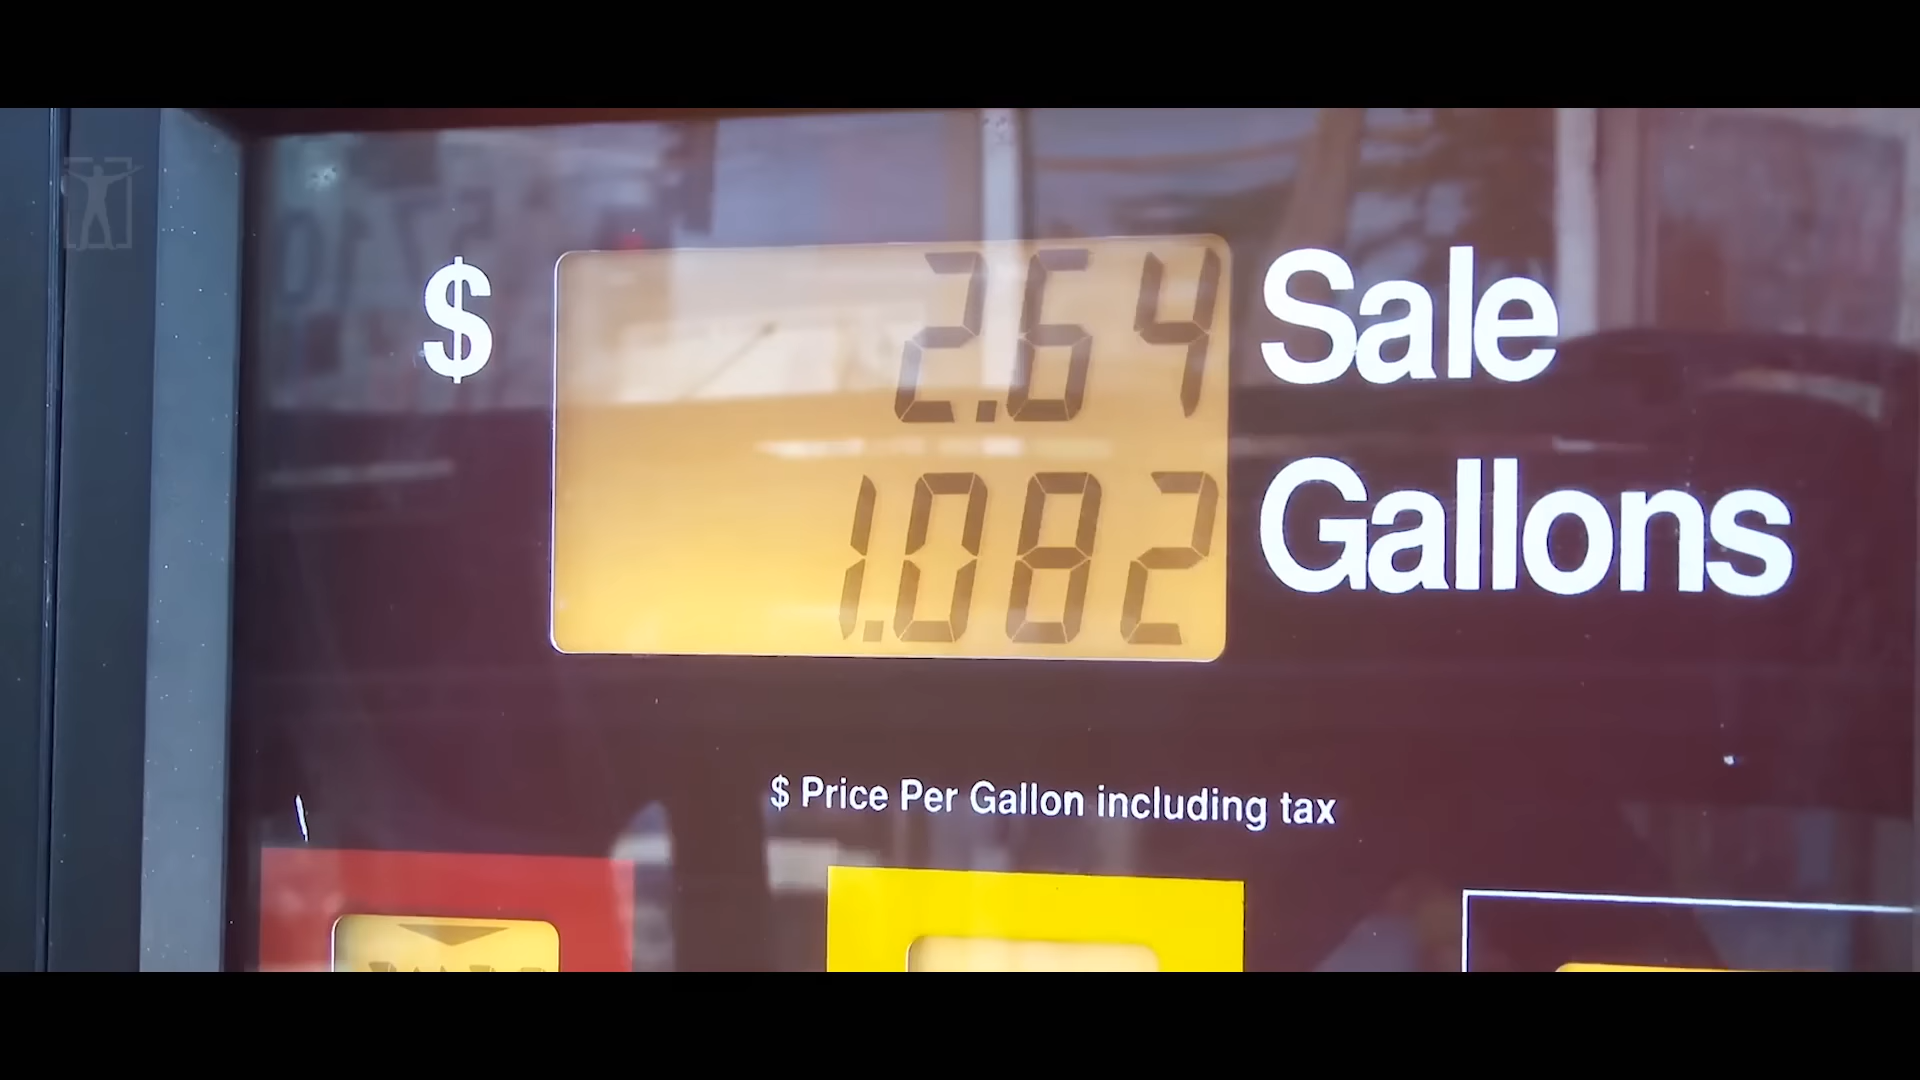 $ 2.64 Sale
1.082 Gallons
$ Price Per Gallon including tax